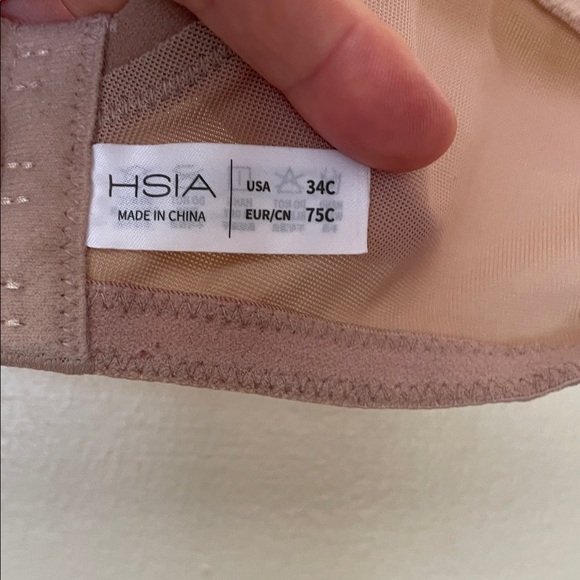 HSIA
MADE IN CHINA
USA 34C
EUR/CN 75C